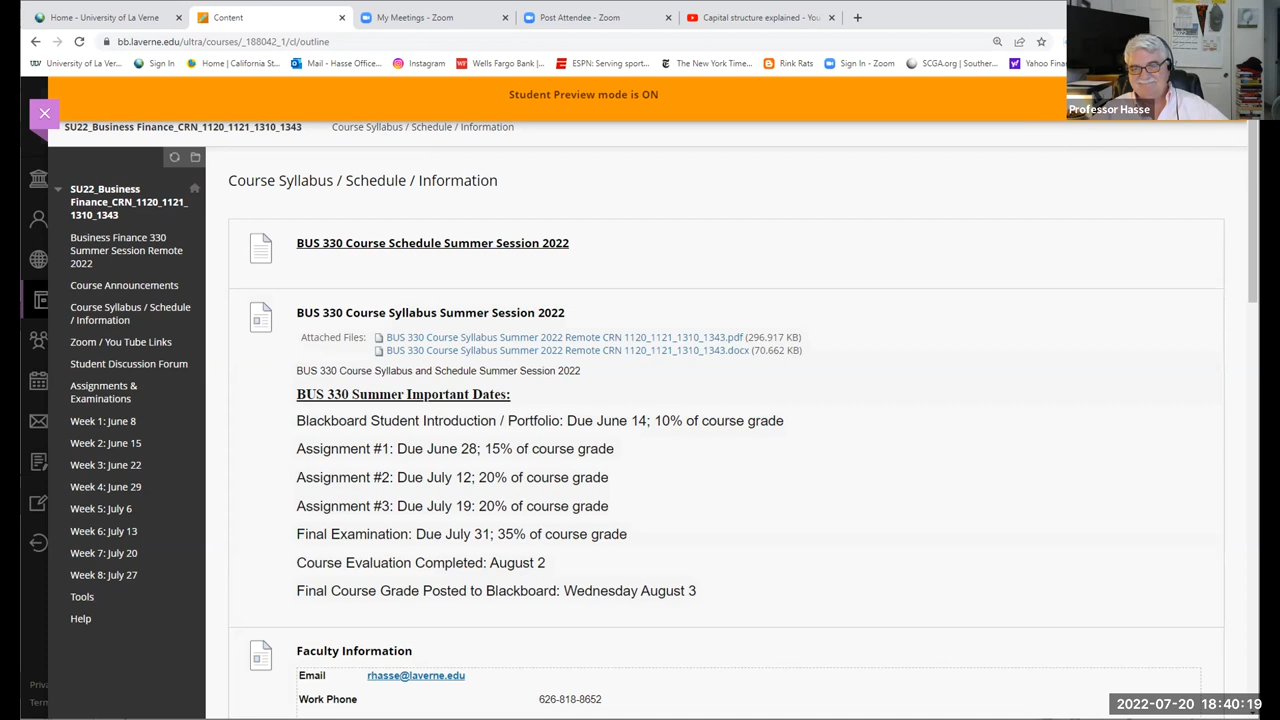 Home - University of La Verne
Content
My Meetings - Zoom
Post Attendee - Zoom
Capital structure explained - You
bb.laverne.edu/ultra/courses/_188042_1/cl/outline
University of La Ver...
Sign In
Home | California St...
Mail - Hasse Office...
Instagram
Wells Fargo Bank |...
ESPN: Serving sport...
The New York Time...
Rink Rats
Sign In - Zoom
SCGA.org | Souther...
Yahoo Finan
Student Preview mode is ON
Professor Hasse
SU22_Business Finance_CRN_1120_1121_1310_1343
Course Syllabus / Schedule / Information
SU22_Business
Finance_CRN_1120_1121_
1310_1343
Business Finance 330
Summer Session Remote
2022
Course Announcements
Course Syllabus / Schedule
/ Information
Zoom / You Tube Links
Student Discussion Forum
Assignments &
Examinations
Week 1: June 8
Week 2: June 15
Week 3: June 22
Week 4: June 29
Week 5: July 6
Week 6: July 13
Week 7: July 20
Week 8: July 27
Tools
Help
Priva
Term
Course Syllabus / Schedule / Information
BUS 330 Course Schedule Summer Session 2022
BUS 330 Course Syllabus Summer Session 2022
Attached Files: BUS 330 Course Syllabus Summer 2022 Remote CRN 1120_1121_1310_1343.pdf (296.917 KB)
BUS 330 Course Syllabus Summer 2022 Remote CRN 1120_1121_1310_1343.docx (70.662 KB)
BUS 330 Course Syllabus and Schedule Summer Session 2022
BUS 330 Summer Important Dates:
Blackboard Student Introduction / Portfolio: Due June 14; 10% of course grade
Assignment #1: Due June 28; 15% of course grade
Assignment #2: Due July 12; 20% of course grade
Assignment #3: Due July 19: 20% of course grade
Final Examination: Due July 31; 35% of course grade
Course Evaluation Completed: August 2
Final Course Grade Posted to Blackboard: Wednesday August 3
Faculty Information
Email rhasse@laverne.edu
Work Phone 626-818-8652
2022-07-20 18:40:19